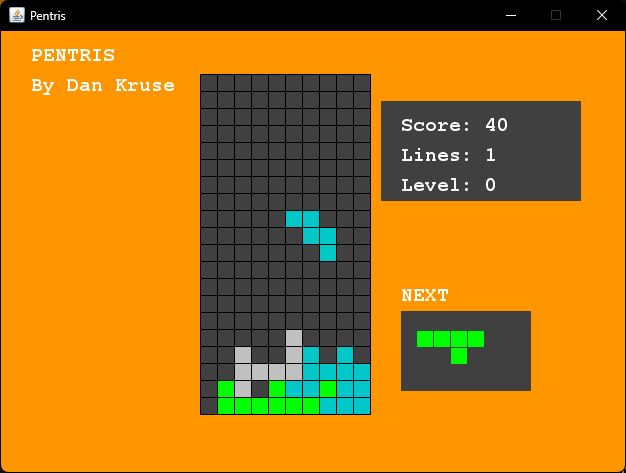 Pentris
PENTRIS
By Dan Kruse
Score: 40
Lines: 1
Level: 0
NEXT